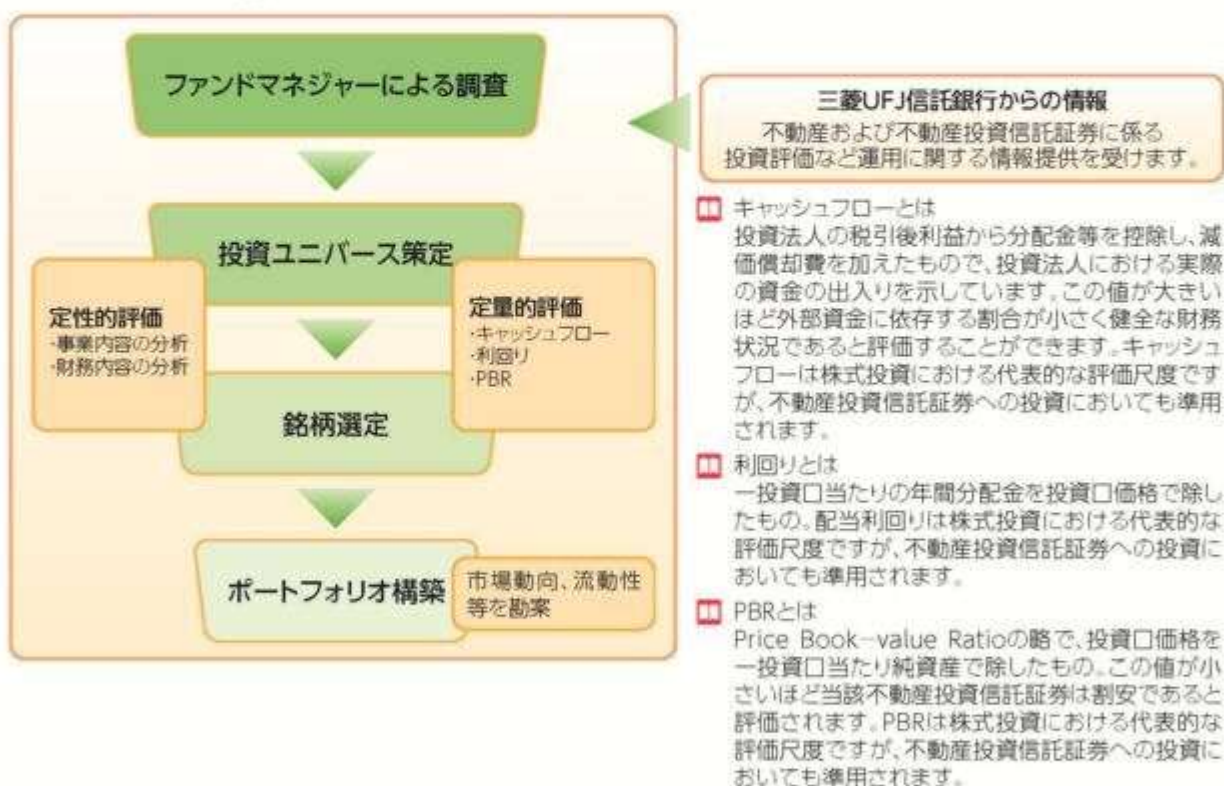 ファンドマネジャーによる調査
投資ユニバース策定
定性的評価
・事業内容の分析
・財務内容の分析
定量的評価
・キャッシュフロー
・利回り
・PBR
銘柄選定
ポートフォリオ構築
市場動向、流動性
等を勘案
三菱UFJ信託銀行からの情報
不動産および不動産投資信託証券に係る
投資評価など運用に関する情報提供を受けます。
キャッシュフローとは
投資法人の税引後利益から分配金等を控除し、減
価償却費を加えたもので、投資法人における実際
の資金の出入りを示しています。この値が大きい
ほど外部資金に依存する割合が小さく健全な財務
状況であると評価することができます。キャッシュ
フローは株式投資における代表的な評価尺度です
が、不動産投資信託証券への投資においても準用
されます。
利回りとは
一投資口当たりの年間分配金を投資口価格で除し
たもの。配当利回りは株式投資における代表的な
評価尺度ですが、不動産投資信託証券への投資に
おいても準用されます。
PBRとは
Price Book-value Ratioの略で、投資口価格を
一投資口当たり純資産で除したもの。この値が小
さいほど当該不動産投資信託証券は割安であると
評価されます。PBRは株式投資における代表的な
評価尺度ですが、不動産投資信託証券への投資に
おいても準用されます。